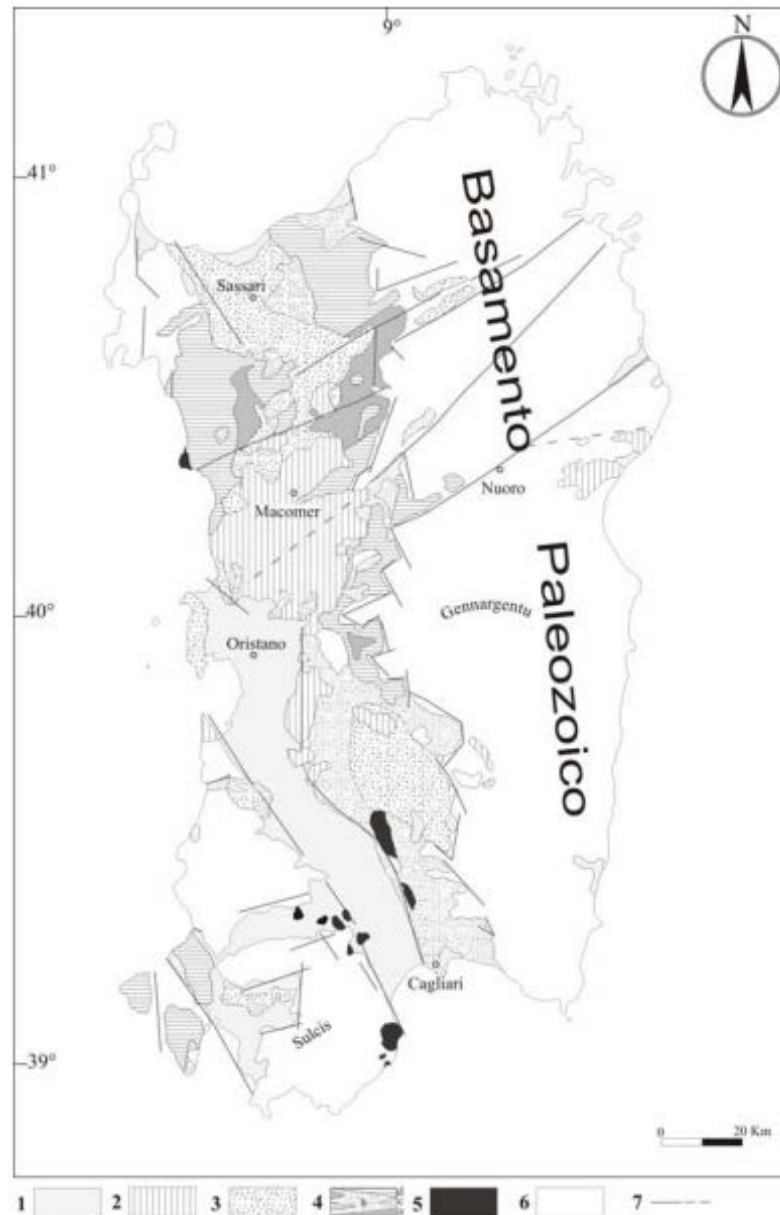 9°
N
41°
Basamento
Sassari
Nuoro
Macomer
Paleozoico
Gennargentu
40°
Oristano
Cagliari
Sulcis
39°
0 20 Km
1 2 3 4 5 6 7